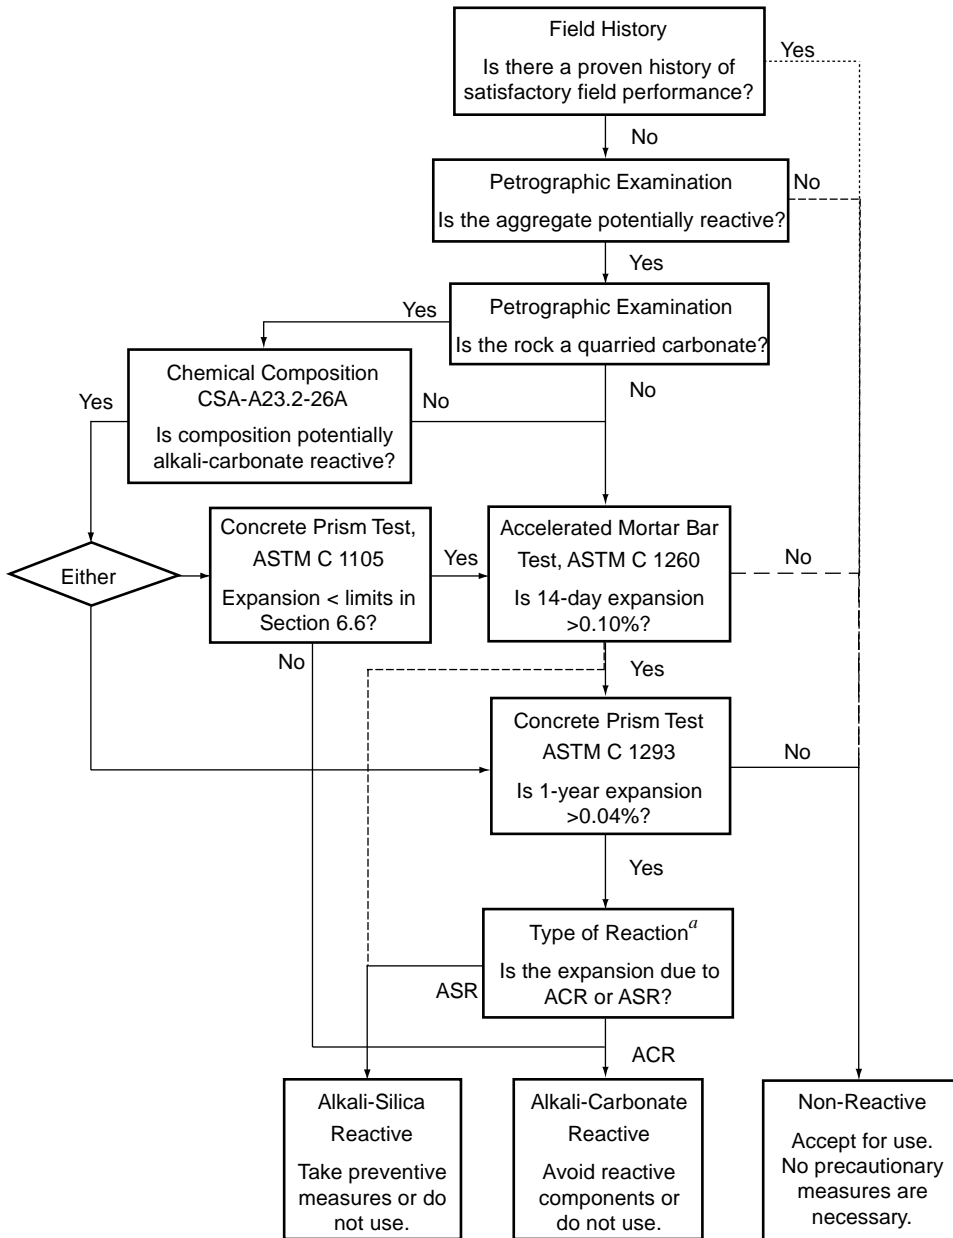 Field History
Is there a proven history of
satisfactory field performance?
Yes
No
Petrographic Examination
Is the aggregate potentially reactive?
No
Yes
Petrographic Examination
Is the rock a quarried carbonate?
Yes
No
Chemical Composition
CSA-A23.2-26A
Is composition potentially
alkali-carbonate reactive?
Yes
No
Either
Concrete Prism Test,
ASTM C 1105
Expansion < limits in
Section 6.6?
Yes
No
Accelerated Mortar Bar
Test, ASTM C 1260
Is 14-day expansion
>0.10%?
No
Yes
Concrete Prism Test
ASTM C 1293
Is 1-year expansion
>0.04%?
No
Yes
Type of Reaction a
Is the expansion due to
ACR or ASR?
ASR
ACR
Alkali-Silica
Reactive
Take preventive
measures or do
not use.
Alkali-Carbonate
Reactive
Avoid reactive
components or
do not use.
Non-Reactive
Accept for use.
No precautionary
measures are
necessary.